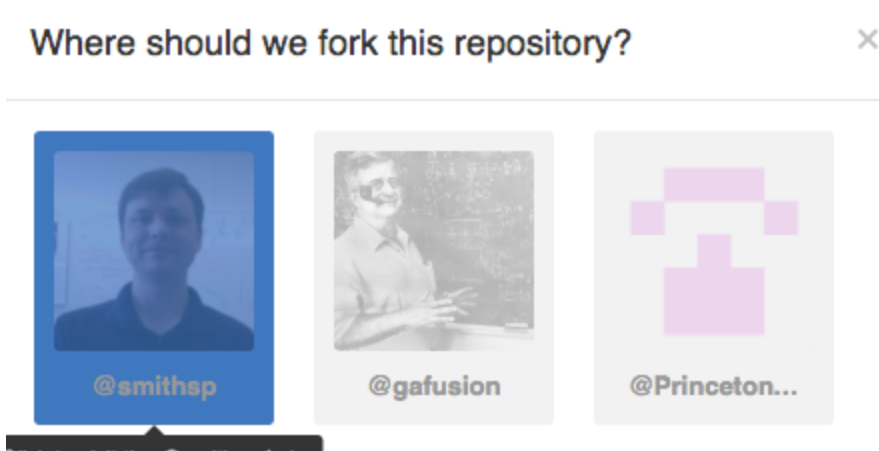 Where should we fork this repository?
@smithsp
@gafusion
@Princeton...